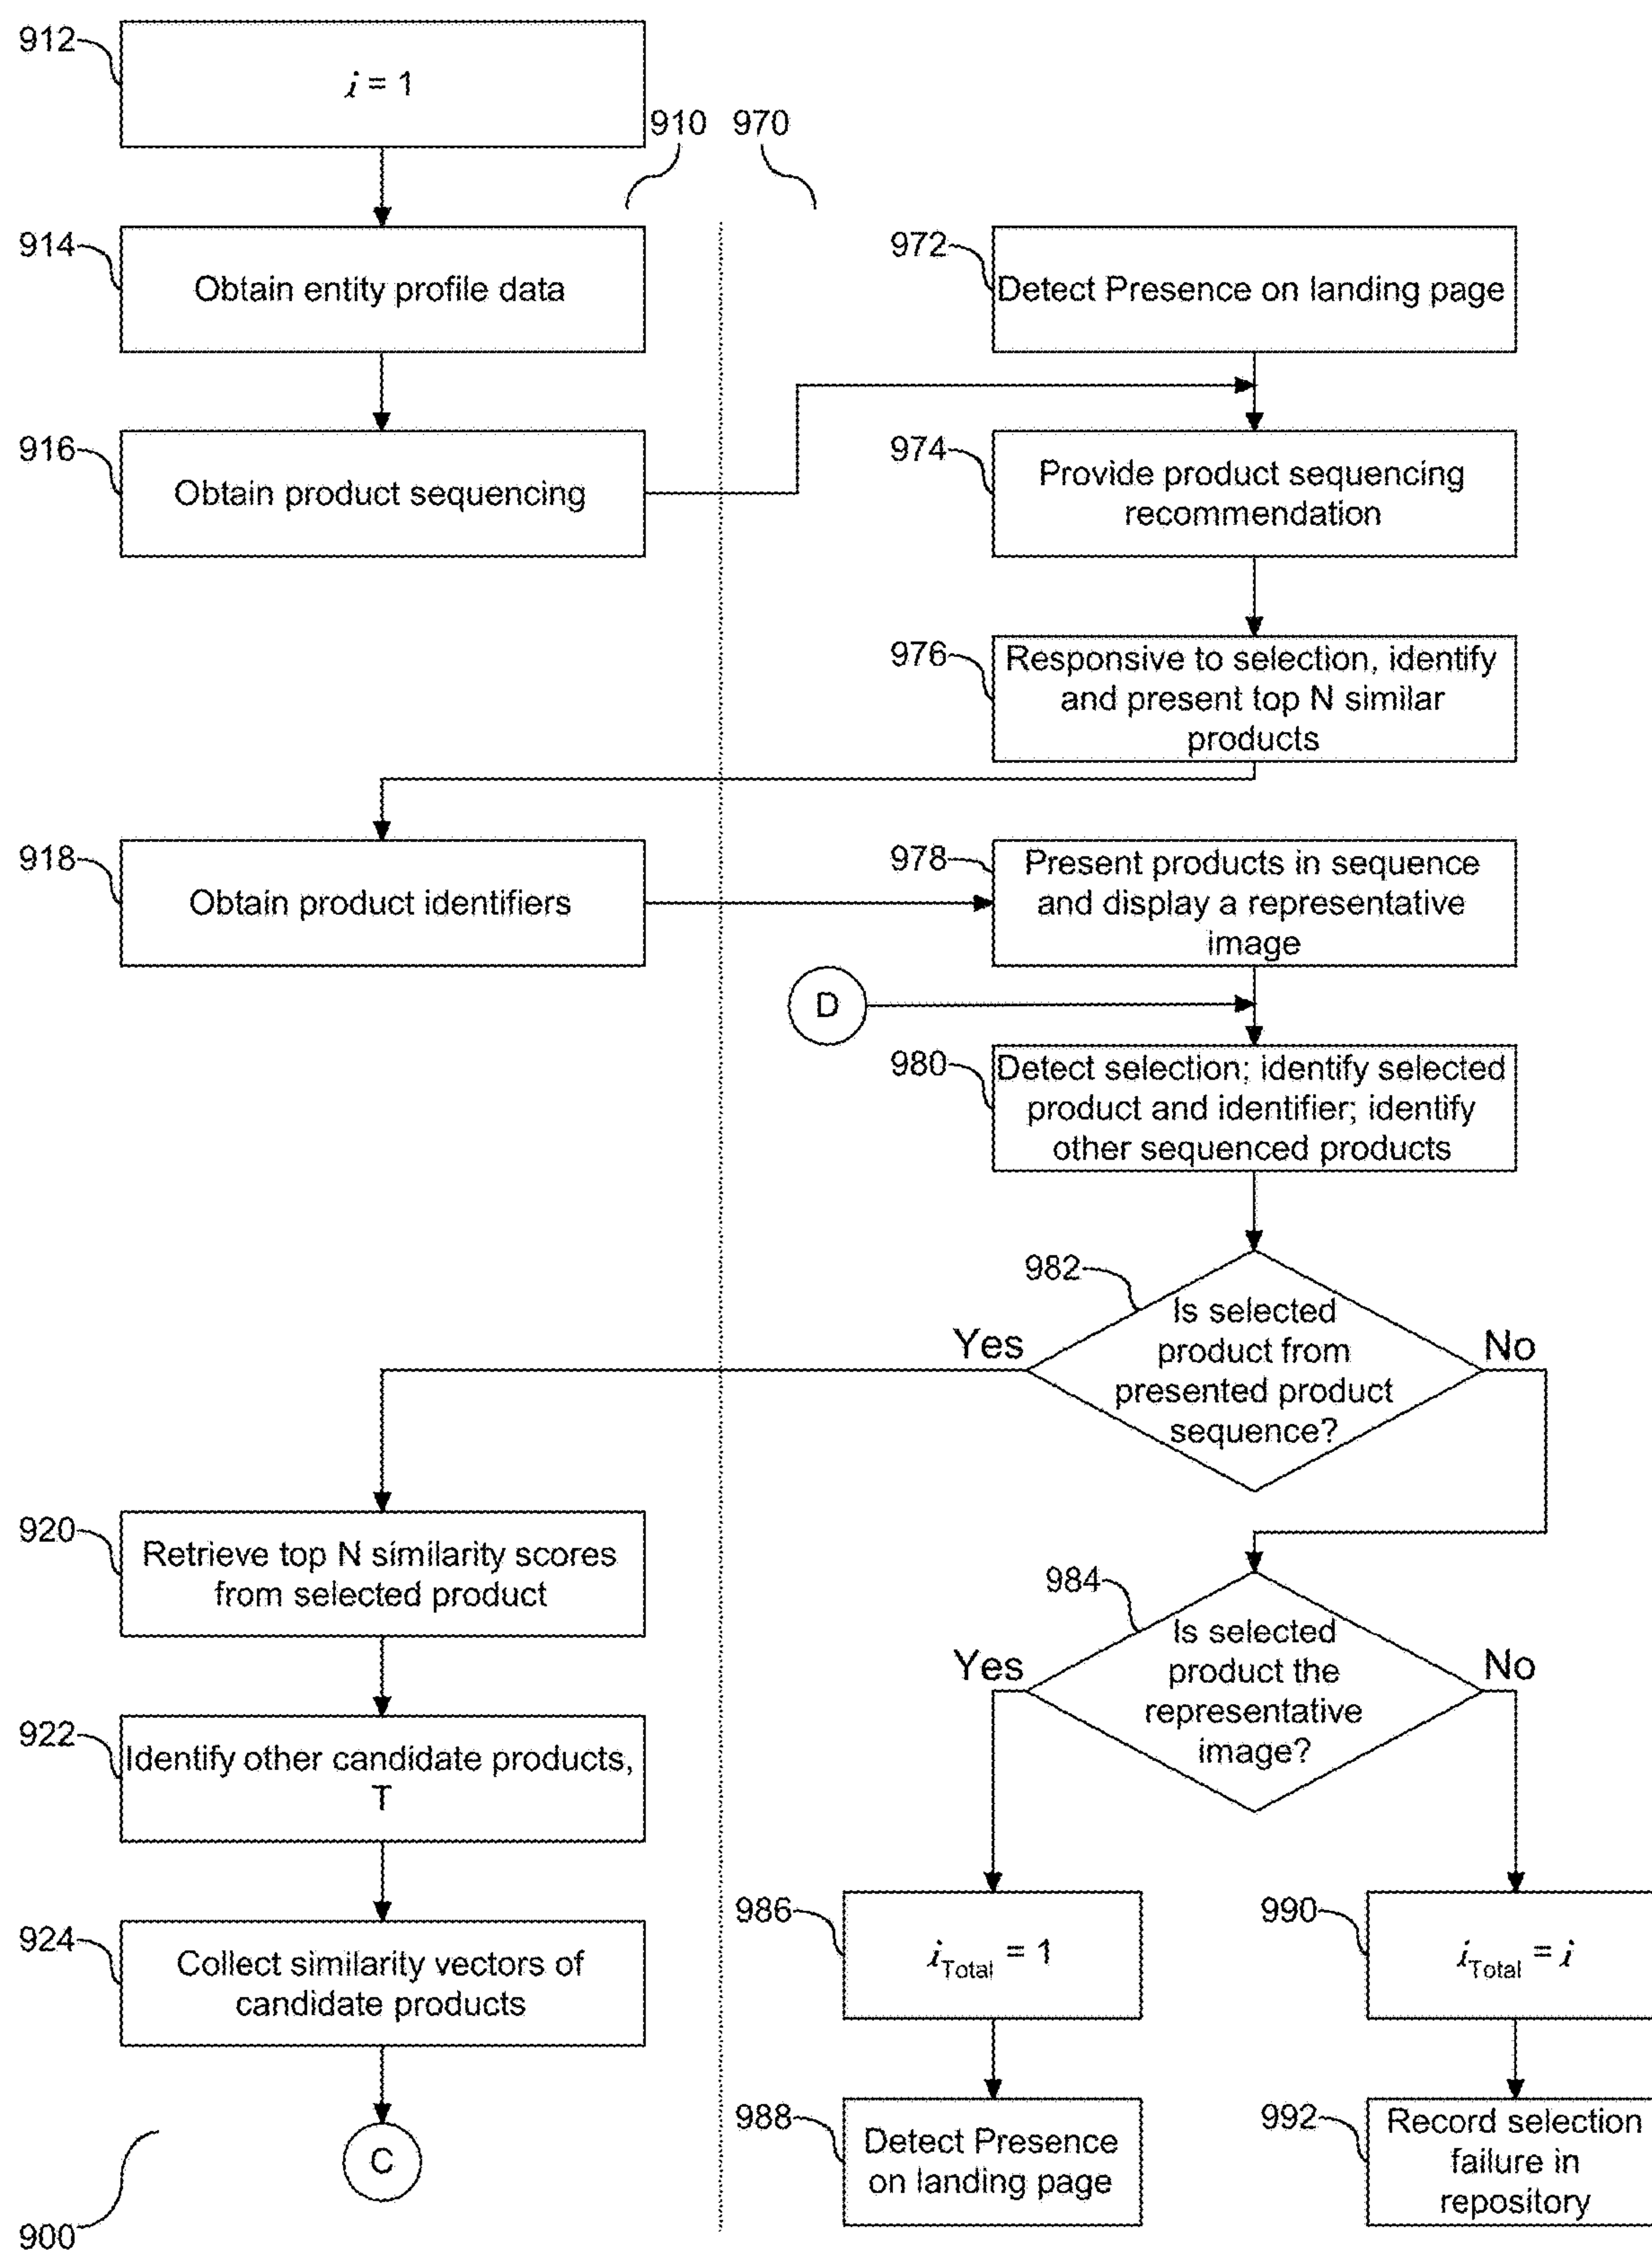 912
i = 1
910
970
914
Obtain entity profile data
972
Detect Presence on landing page
916
Obtain product sequencing
974
Provide product sequencing
recommendation
976
Responsive to selection, identify
and present top N similar
products
918
Obtain product identifiers
978
Present products in sequence
and display a representative
image
D
980
Detect selection; identify selected
product and identifier; identify
other sequenced products
982
Is selected
product from
presented product
sequence?
Yes
No
920
Retrieve top N similarity scores
from selected product
984
Is selected
product the
representative
image?
Yes
No
922
Identify other candidate products,
T
924
Collect similarity vectors of
candidate products
986
iTotal = 1
990
iTotal = i
C
988
Detect Presence
on landing page
992
Record selection
failure in
repository
900